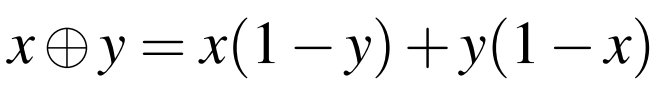 x ⊕ y = x(1 − y) + y(1 − x)